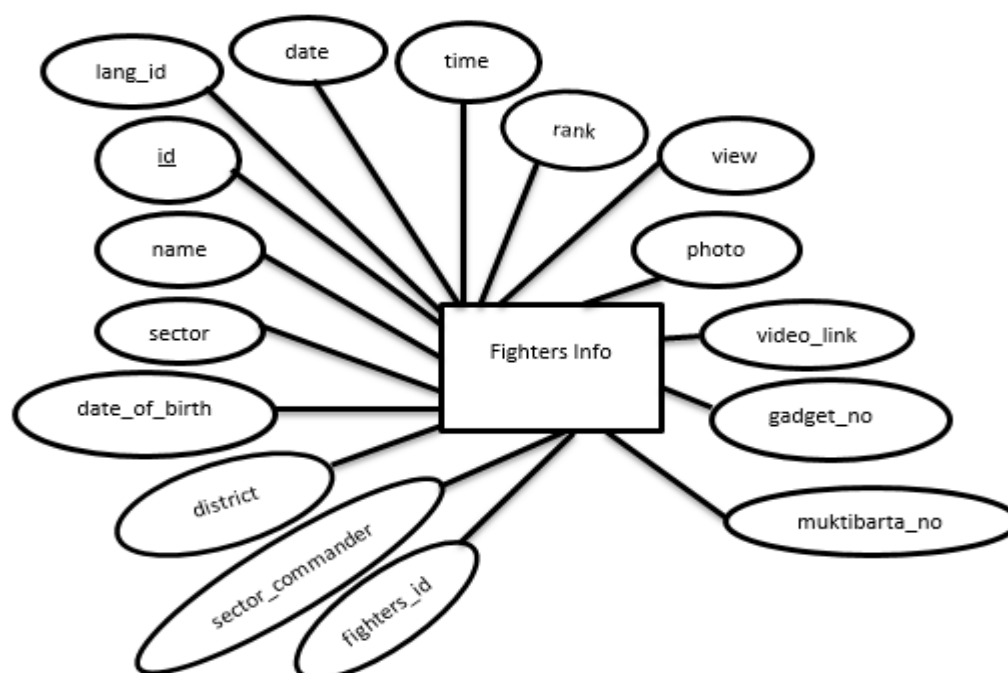 date
time
lang_id
rank
id
view
name
photo
sector
video_link
Fighters Info
date_of_birth
gadget_no
district
muktibarta_no
sector_commander
fighters_id